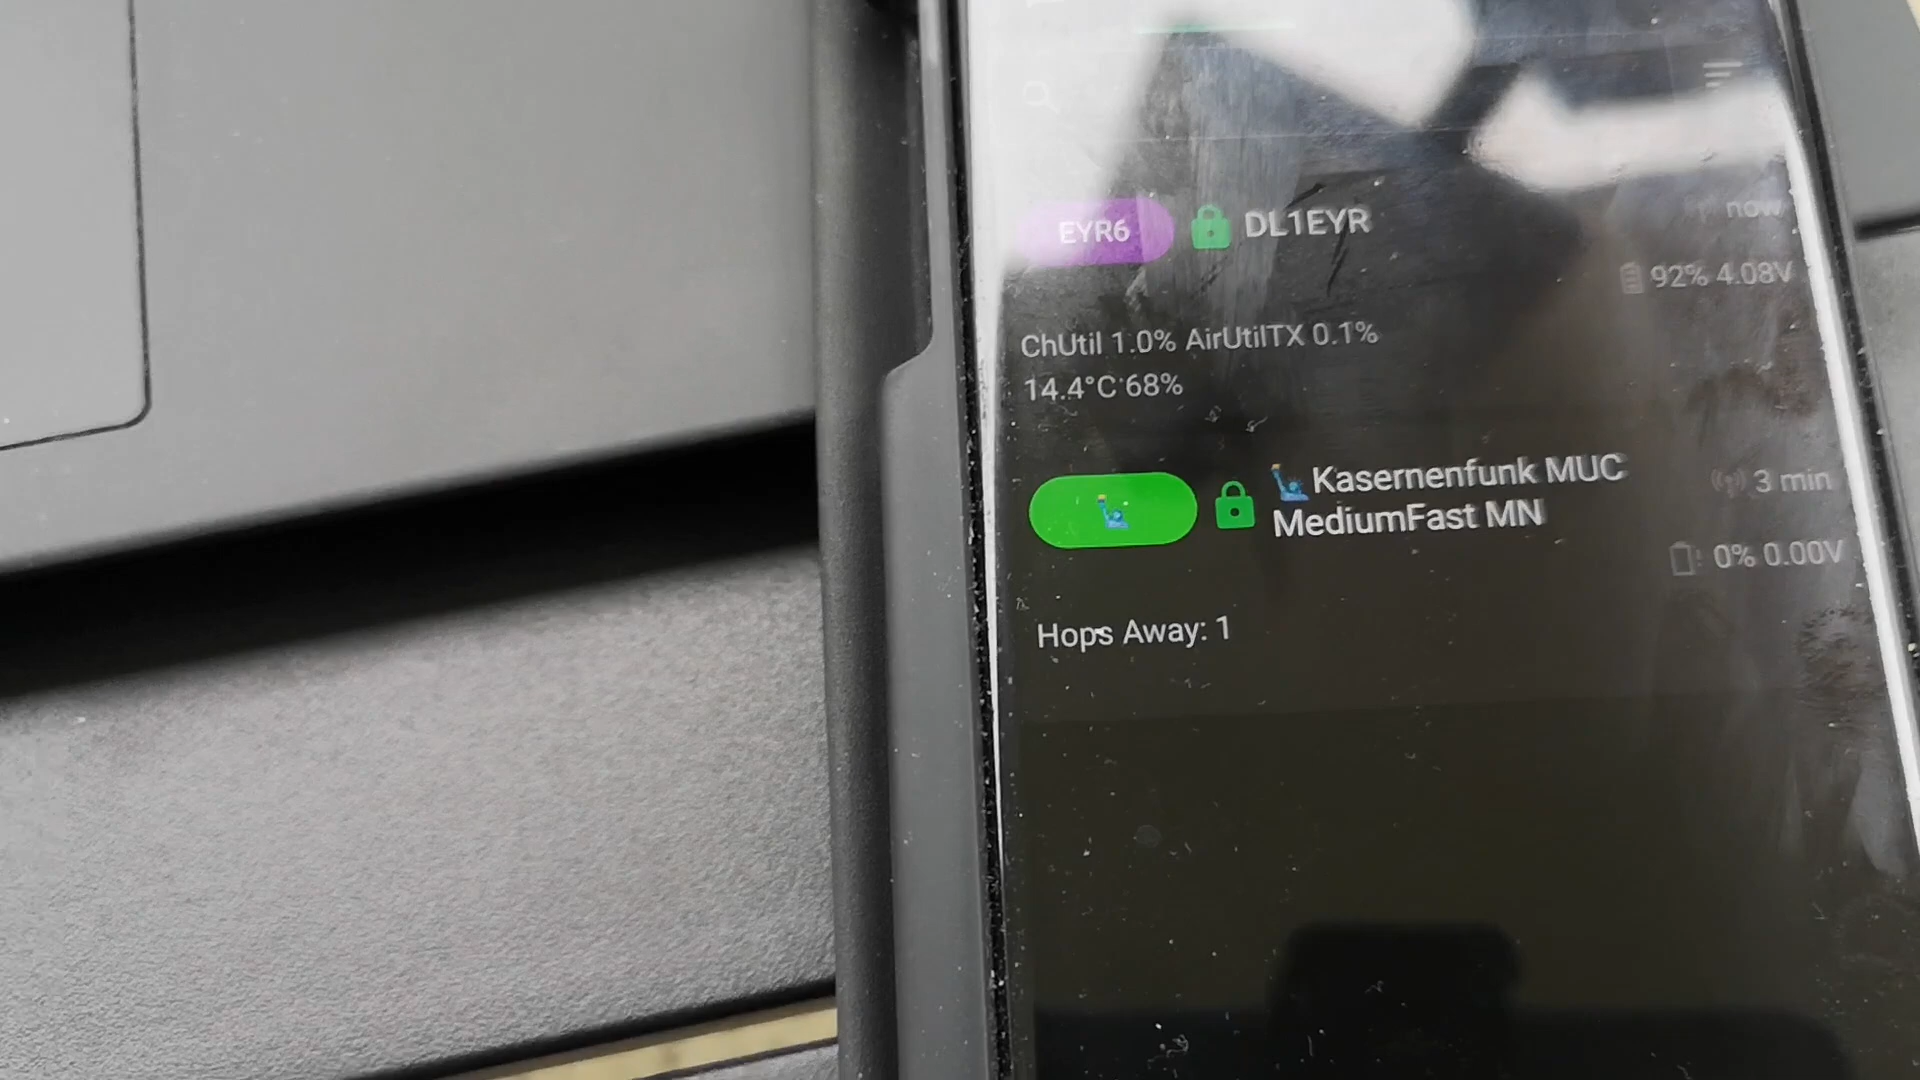 EYR6 DL1EYR now
92% 4.08V
ChUtil 1.0% AirUtilTX 0.1%
14.4°C 68%
🗽 🗽Kasernenfunk MUC 3 min
MediumFast MN
0% 0.00V
Hops Away: 1